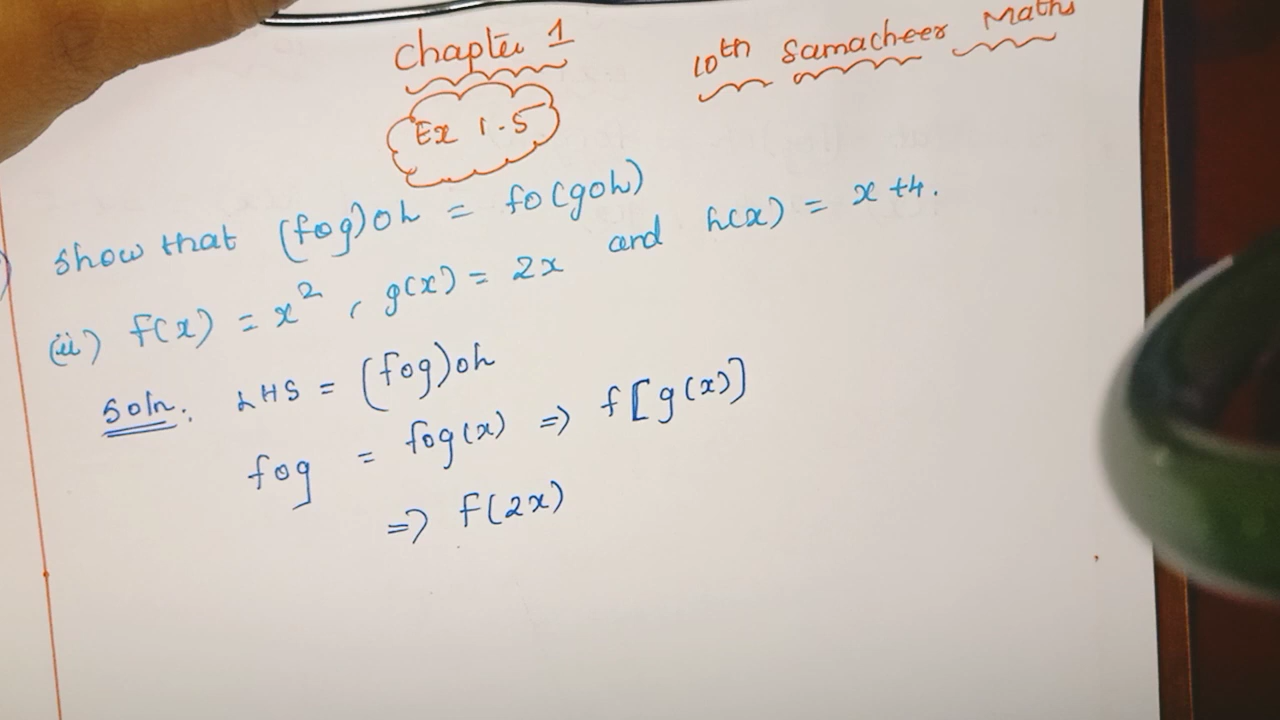 Chapter 1
10th Samacheer Maths
Ex 1.5
Show that (fog)oh = fo(goh)
(ii) f(x) = x², g(x) = 2x and h(x) = x+4.
Soln: LHS = (fog)oh
fog = fog(x) => f[g(x)]
=> f(2x)